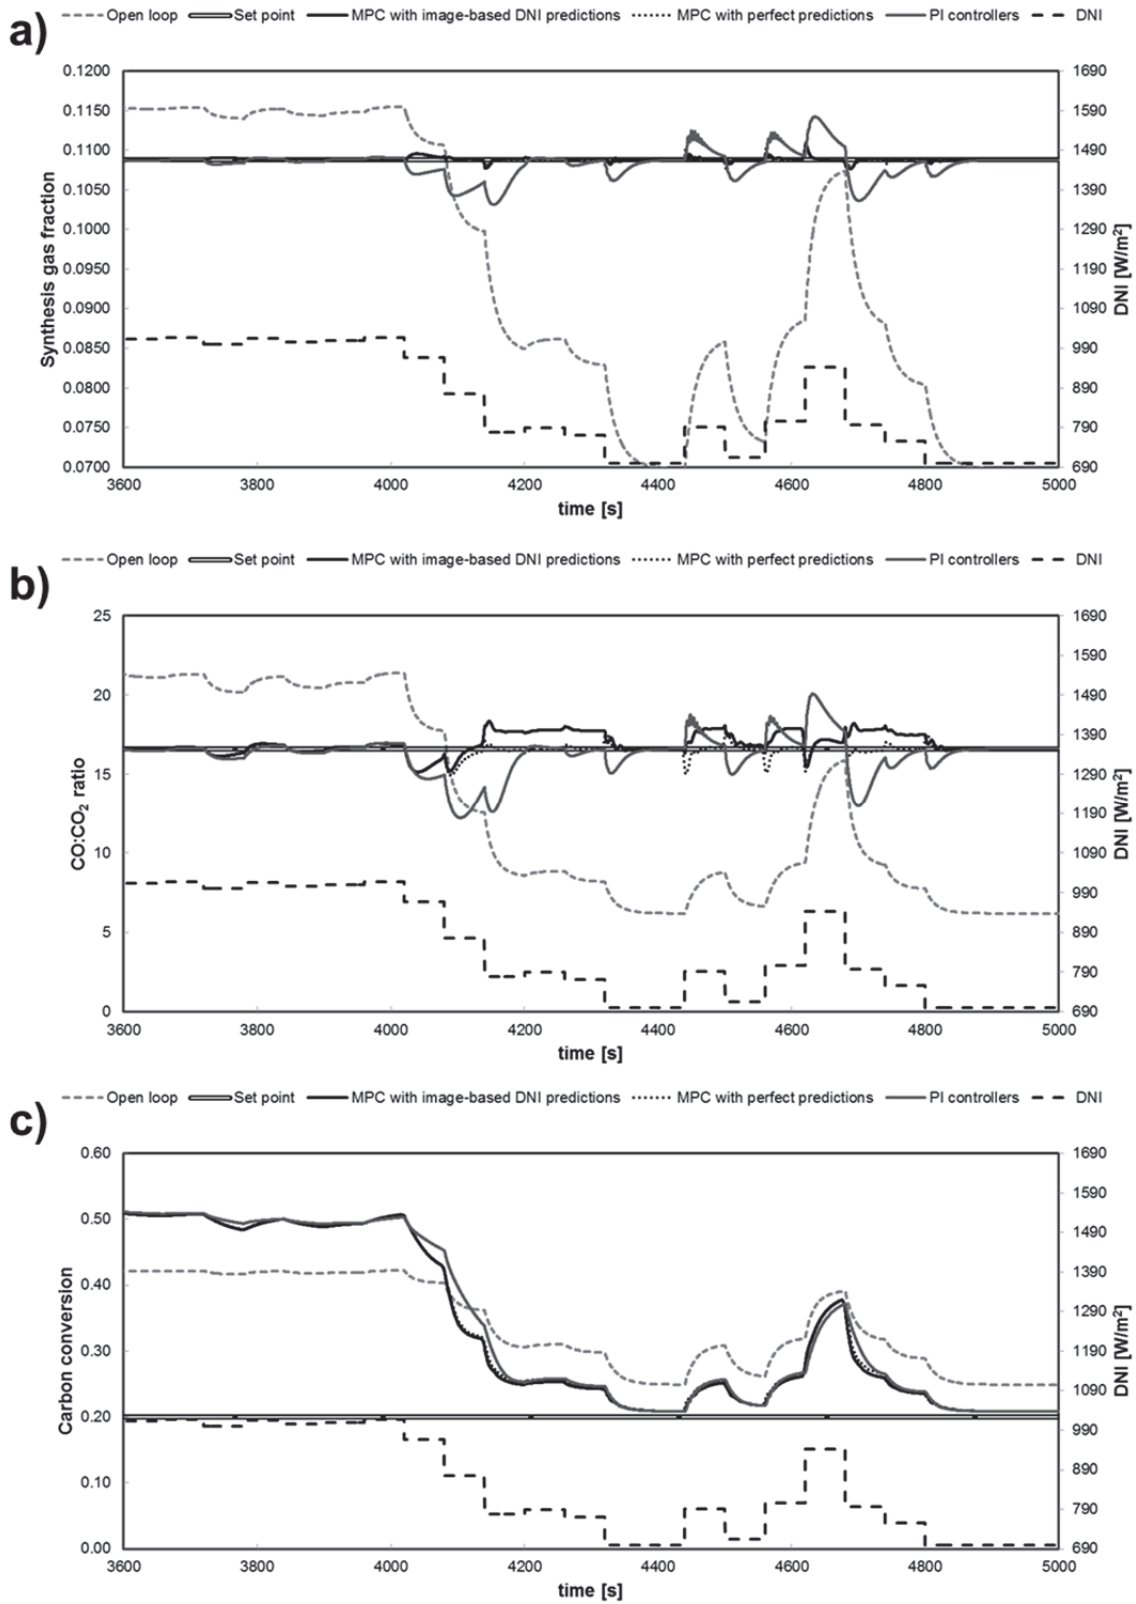 Open loop Set point MPC with image-based DNI predictions MPC with perfect predictions PI controllers DNI
a)
0.1200 1690
0.1150 1590
0.1100 1490
0.1050 1390
0.1000 1290
0.0950 1190
0.0900 1090
0.0850 990
0.0800 890
0.0750 790
0.0700 690
Synthesis gas fraction
DNI [W/m²]
3600 3800 4000 4200 4400 4600 4800 5000
time [s]
Open loop Set point MPC with image-based DNI predictions MPC with perfect predictions PI controllers DNI
b)
25 1690
1590
20 1490
1390
15 1290
1190
10 1090
990
5 890
790
0 690
CO:CO₂ ratio
DNI [W/m²]
3600 3800 4000 4200 4400 4600 4800 5000
time [s]
Open loop Set point MPC with image-based DNI predictions MPC with perfect predictions PI controllers DNI
c)
0.60 1690
1590
0.50 1490
0.40 1390
1290
0.30 1190
1090
0.20 990
0.10 890
790
0.00 690
Carbon conversion
DNI [W/m²]
3600 3800 4000 4200 4400 4600 4800 5000
time [s]